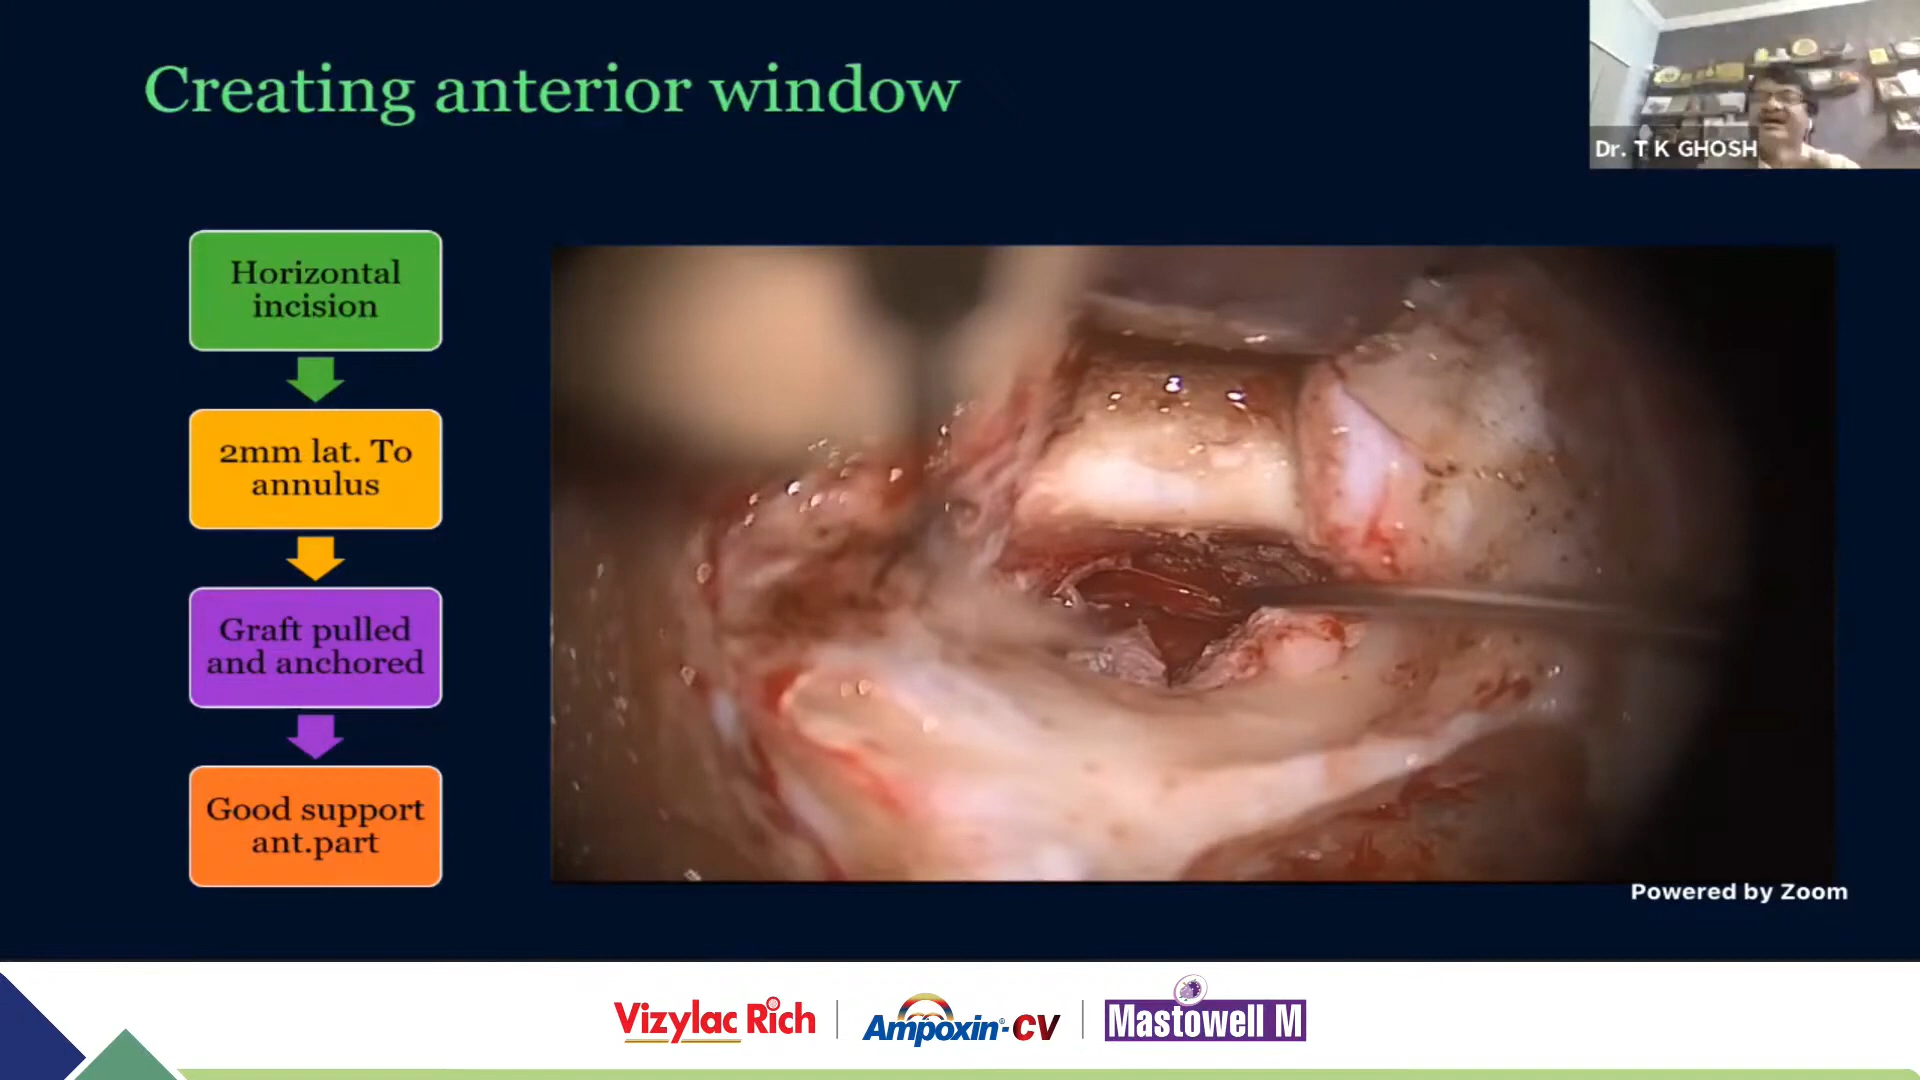 Creating anterior window
Dr. T K GHOSH
Horizontal
incision
2mm lat. To
annulus
Graft pulled
and anchored
Good support
ant.part
Powered by Zoom
Vizylac Rich
Ampoxin®-CV
Mastowell M